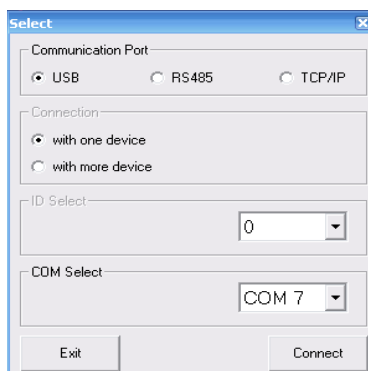 Select
Communication Port
USB RS485 TCP/IP
Connection
with one device
with more device
ID Select
0
COM Select
COM 7
Exit Connect